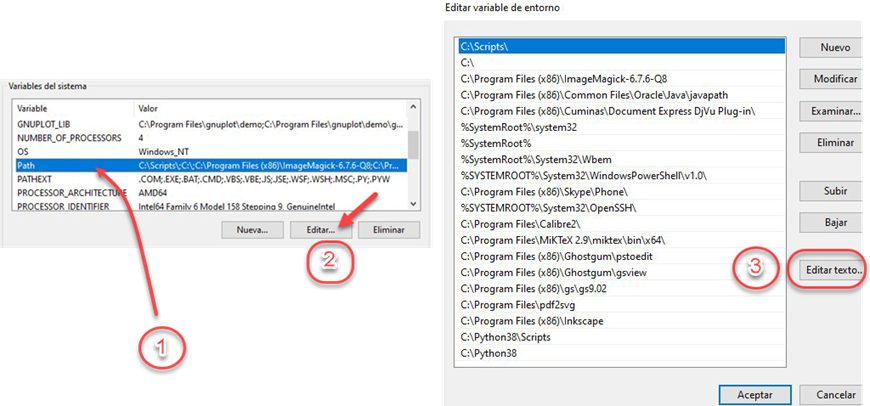 Variables del sistema
Variable Valor
GNUPLOT_LIB C:\Program Files\gnuplot\demo;C:\Program Files\gnuplot\demo\g...
NUMBER_OF_PROCESSORS 4
OS Windows_NT
Path C:\Scripts\;C:\;C:\Program Files (x86)\ImageMagick-6.7.6-Q8;C:\Pr...
PATHEXT .COM;.EXE;.BAT;.CMD;.VBS;.VBE;.JS;.JSE;.WSF;.WSH;.MSC;.PY;.PYW
PROCESSOR_ARCHITECTURE AMD64
PROCESSOR_IDENTIFIER Intel64 Family 6 Model 158 Stepping 9, GenuineIntel
Nueva... Editar... Eliminar
2
1
Editar variable de entorno
C:\Scripts\
C:\
C:\Program Files (x86)\ImageMagick-6.7.6-Q8
C:\Program Files (x86)\Common Files\Oracle\Java\javapath
C:\Program Files (x86)\Cuminas\Document Express DjVu Plug-in\
%SystemRoot%\system32
%SystemRoot%
%SystemRoot%\System32\Wbem
%SYSTEMROOT%\System32\WindowsPowerShell\v1.0\
C:\Program Files (x86)\Skype\Phone\
%SYSTEMROOT%\System32\OpenSSH\
C:\Program Files\Calibre2\
C:\Program Files\MiKTeX 2.9\miktex\bin\x64\
C:\Program Files (x86)\Ghostgum\pstoedit
C:\Program Files (x86)\Ghostgum\gsview
C:\Program Files (x86)\gs\gs9.02
C:\Program Files\pdf2svg
C:\Program Files (x86)\Inkscape
C:\Python38\Scripts
C:\Python38
Nuevo
Modificar
Examinar...
Eliminar
Subir
Bajar
3
Editar texto...
Aceptar Cancelar